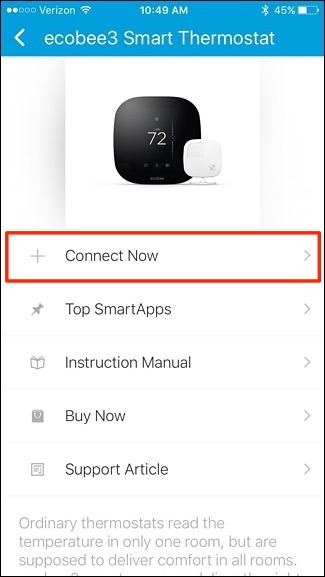 Verizon 10:49 AM 45%
ecobee3 Smart Thermostat
72
ecobee
Connect Now
Top SmartApps
Instruction Manual
Buy Now
Support Article
Ordinary thermostats read the
temperature in only one room, but are
supposed to deliver comfort in all rooms.